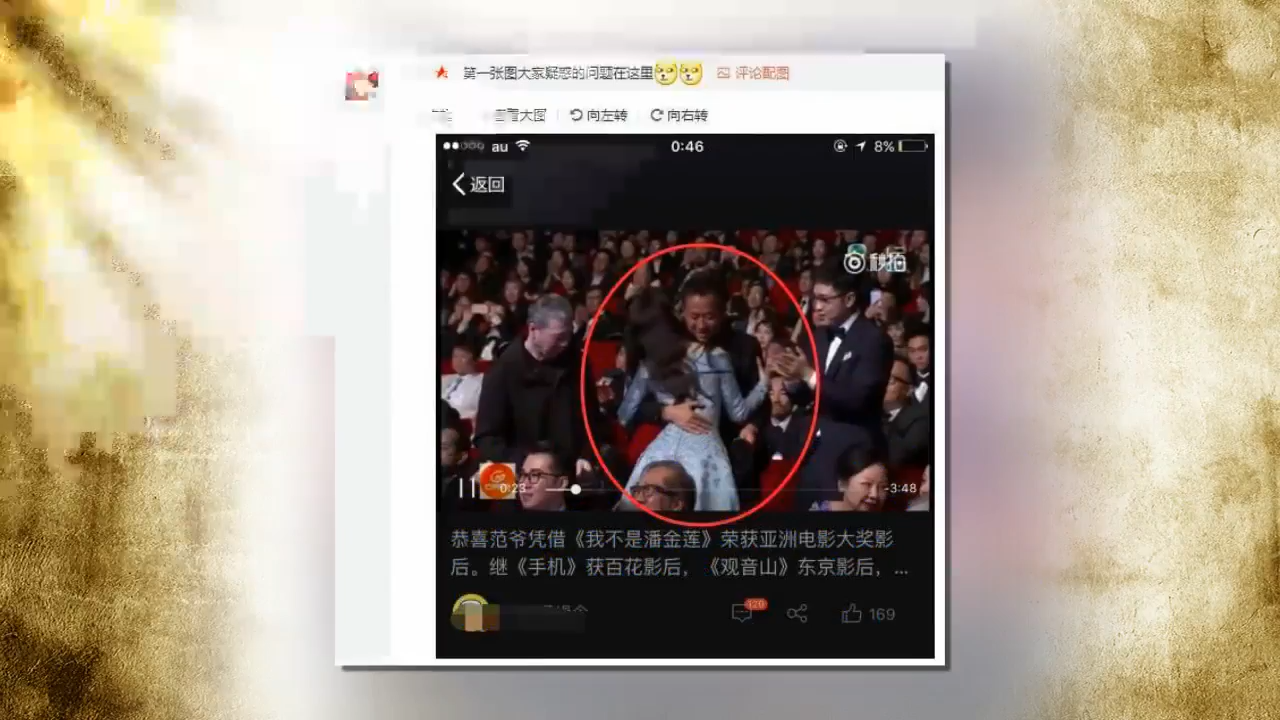 第一张图大家疑惑的问题在这里 评论配图
查看大图 向左转 向右转
au 0:46 8%
返回
秒拍
0:23 -3:48
恭喜范爷凭借《我不是潘金莲》荣获亚洲电影大奖影
后。继《手机》获百花影后，《观音山》东京影后，...
129 169